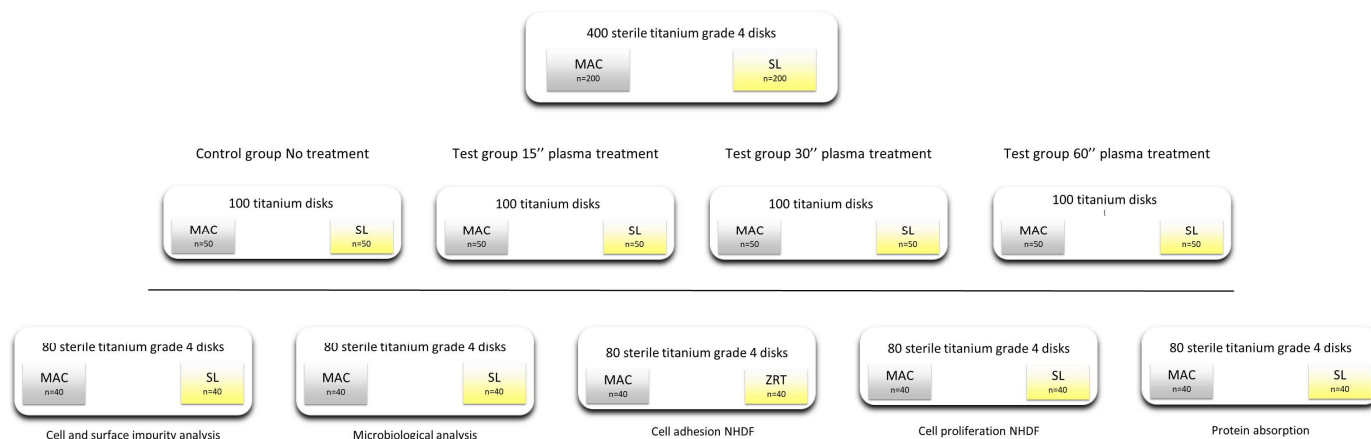 400 sterile titanium grade 4 disks
MAC
n=200
SL
n=200
Control group No treatment
Test group 15’’ plasma treatment
Test group 30’’ plasma treatment
Test group 60’’ plasma treatment
100 titanium disks
MAC
n=50
SL
n=50
100 titanium disks
MAC
n=50
SL
n=50
100 titanium disks
MAC
n=50
SL
n=50
100 titanium disks
(
MAC
n=50
SL
n=50
80 sterile titanium grade 4 disks
MAC
n=40
SL
n=40
Cell and surface impurity analysis
80 sterile titanium grade 4 disks
MAC
n=40
SL
n=40
Microbiological analysis
80 sterile titanium grade 4 disks
MAC
n=40
ZRT
n=40
Cell adhesion NHDF
80 sterile titanium grade 4 disks
MAC
n=40
SL
n=40
Cell proliferation NHDF
80 sterile titanium grade 4 disks
MAC
n=40
SL
n=40
Protein absorption